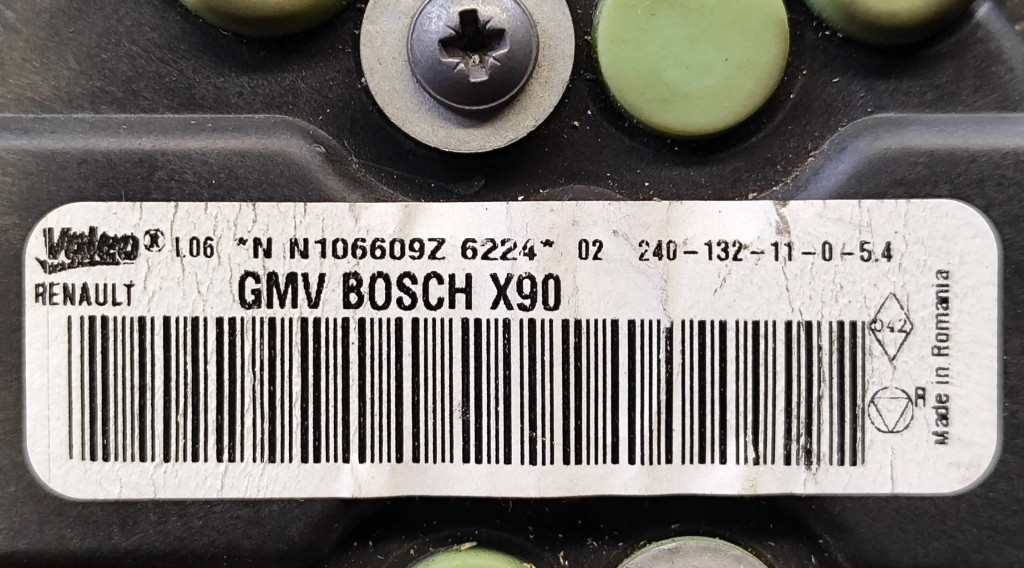 Valeo® L06 *N N106609Z 6224* 02 240-132-11-0-5.4
RENAULT GMV BOSCH X90
042
R
Made in Romania